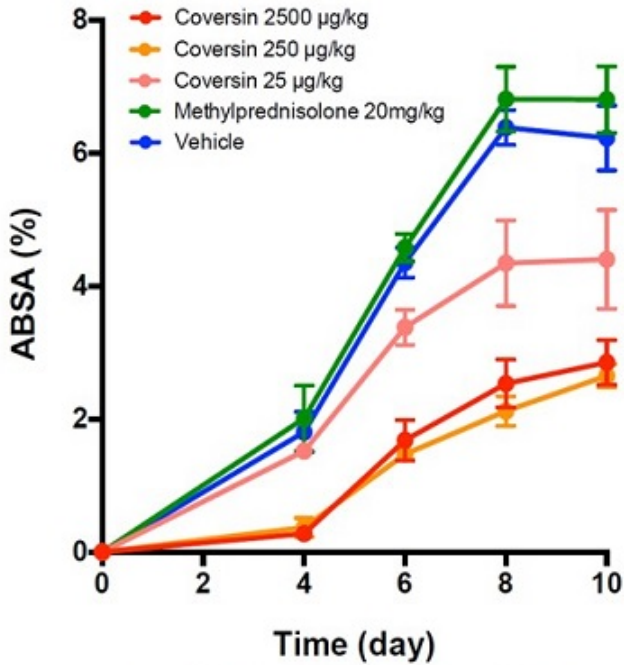 8
Coversin 2500 µg/kg
Coversin 250 µg/kg
Coversin 25 µg/kg
Methylprednisolone 20mg/kg
Vehicle
6
ABSA (%)
4
2
0
0 2 4 6 8 10
Time (day)